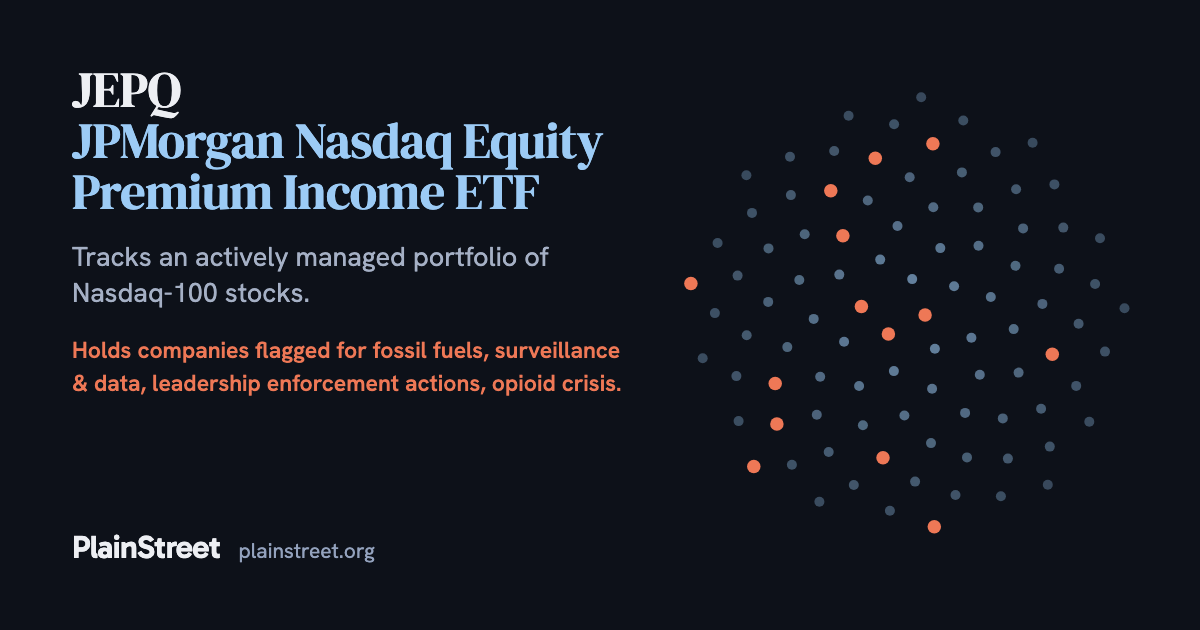 JEPQ
JPMorgan Nasdaq Equity
Premium Income ETF
Tracks an actively managed portfolio of
Nasdaq-100 stocks.
Holds companies flagged for fossil fuels, surveillance
& data, leadership enforcement actions, opioid crisis.
PlainStreet plainstreet.org